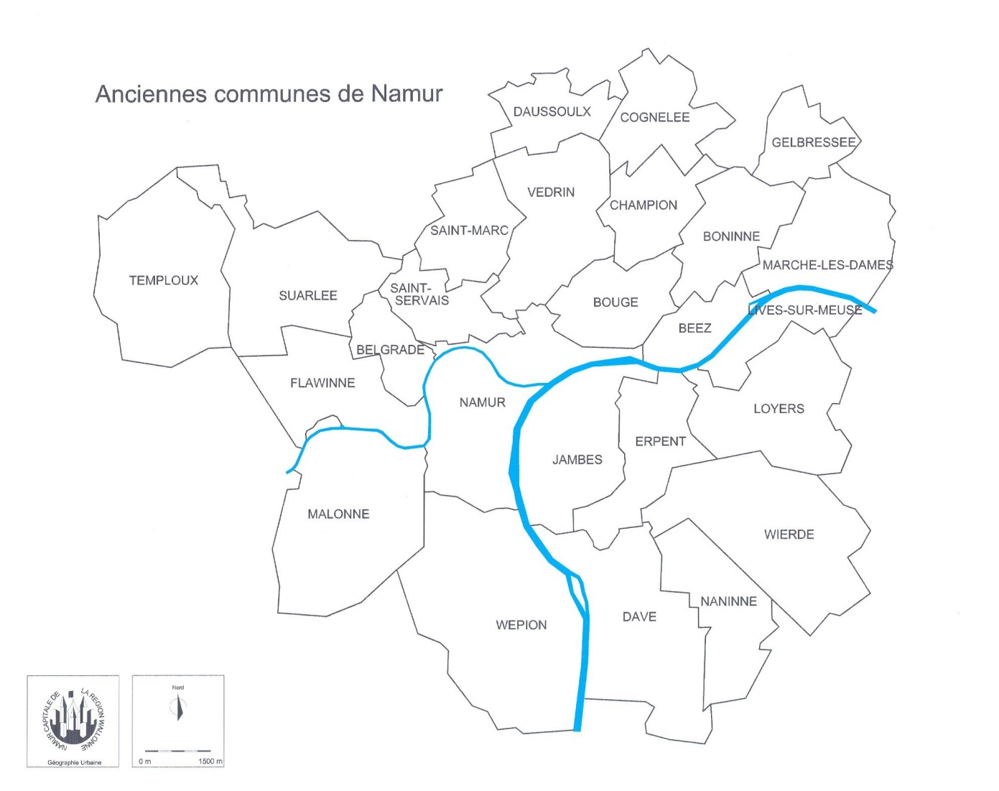 Anciennes communes de Namur
DAUSSOULX
COGNELEE
GELBRESSEE
VEDRIN
CHAMPION
SAINT-MARC
BONINNE
MARCHE-LES-DAMES
TEMPLOUX
SUARLEE
SAINT-
SERVAIS
BOUGE
LIVES-SUR-MEUSE
BEEZ
BELGRADE
FLAWINNE
NAMUR
LOYERS
ERPENT
JAMBES
MALONNE
WIERDE
NANINNE
DAVE
WEPION
NAMUR CAPITALE DE LA REGION WALLONNE
Géographie Urbaine
Nord
0 m
1500 m